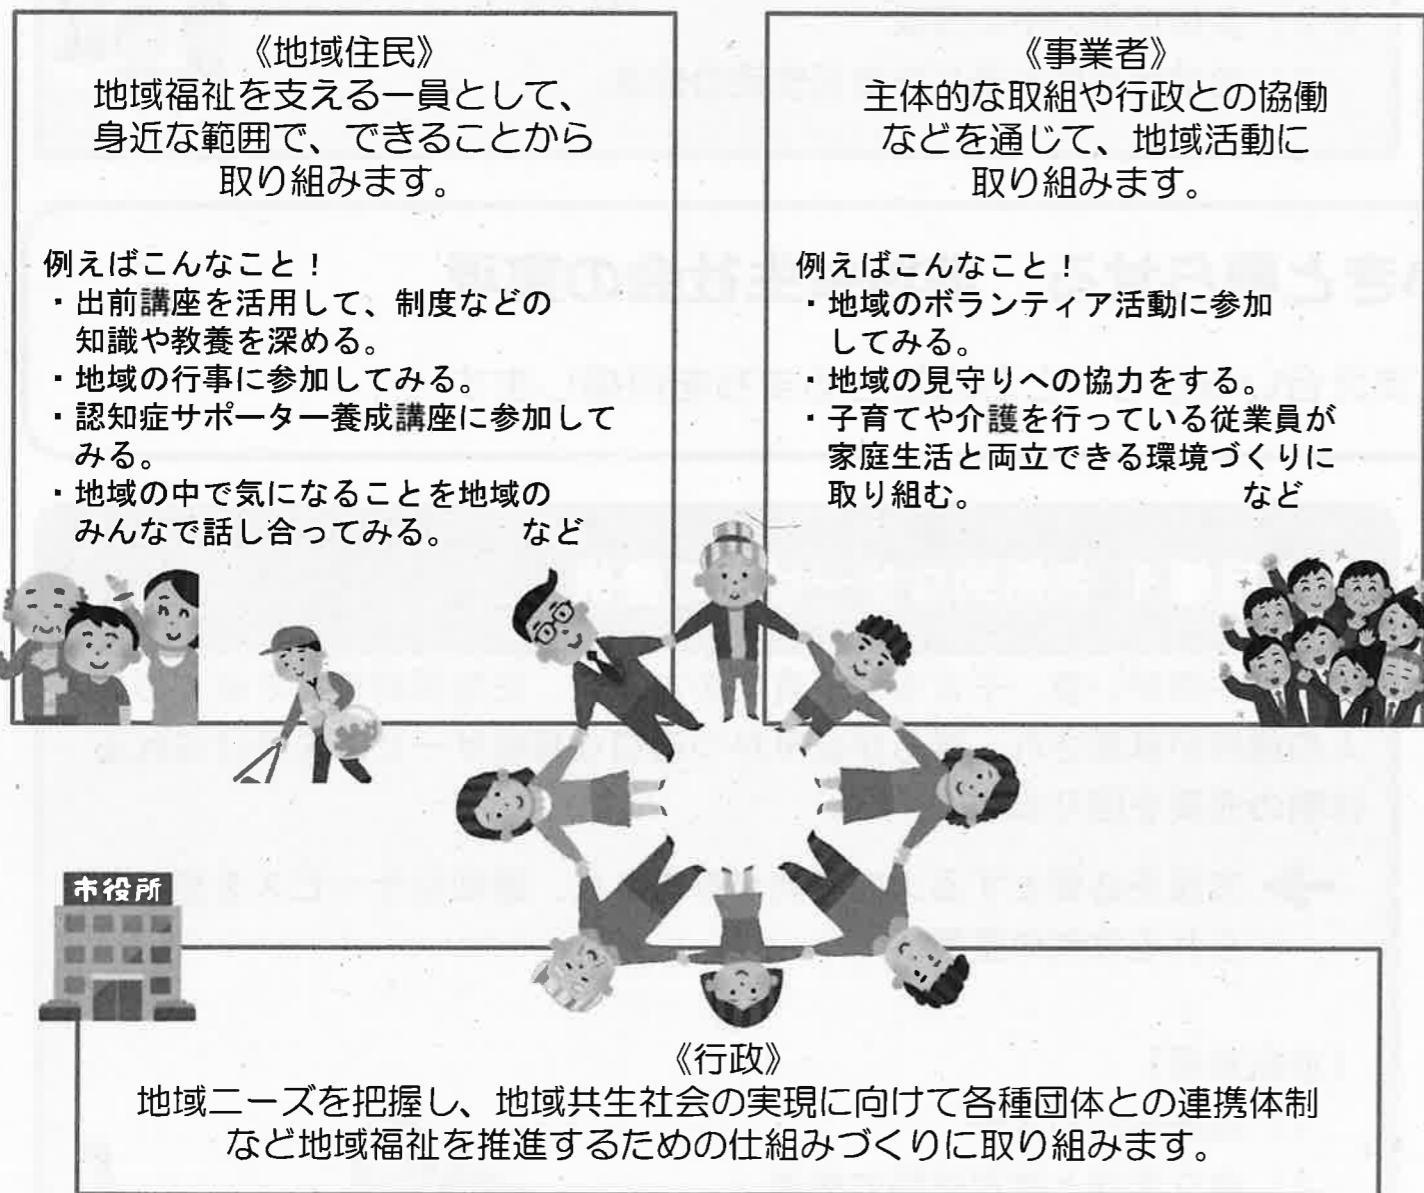 《地域住民》
地域福祉を支える一員として、
身近な範囲で、できることから
取り組みます。
例えばこんなこと！
・出前講座を活用して、制度などの
知識や教養を深める。
・地域の行事に参加してみる。
・認知症サポーター養成講座に参加して
みる。
・地域の中で気になることを地域の
みんなで話し合ってみる。 など
《事業者》
主体的な取組や行政との協働
などを通じて、地域活動に
取り組みます。
例えばこんなこと！
・地域のボランティア活動に参加
してみる。
・地域の見守りへの協力をする。
・子育てや介護を行っている従業員が
家庭生活と両立できる環境づくりに
取り組む。 など
市役所
《行政》
地域ニーズを把握し、地域共生社会の実現に向けて各種団体との連携体制
など地域福祉を推進するための仕組みづくりに取り組みます。